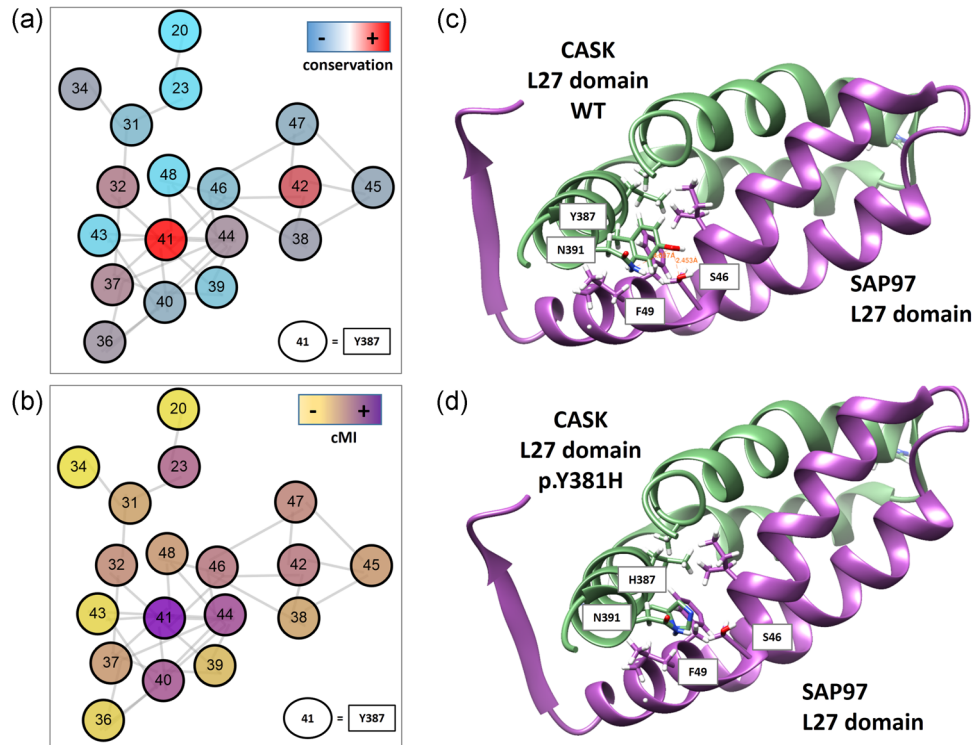 (a)
20
- +
conservation
34
23
31
47
48
32
46
42
45
43
41
44
38
37
39
40
36
41 = Y387
(b)
20
- +
cMI
34
23
31
47
48
32
46
42
45
43
41
44
38
37
39
40
36
41 = Y387
(c)
CASK
L27 domain
WT
Y387
N391
2.453Å
S46
F49
SAP97
L27 domain
(d)
CASK
L27 domain
p.Y381H
H387
N391
S46
F49
SAP97
L27 domain